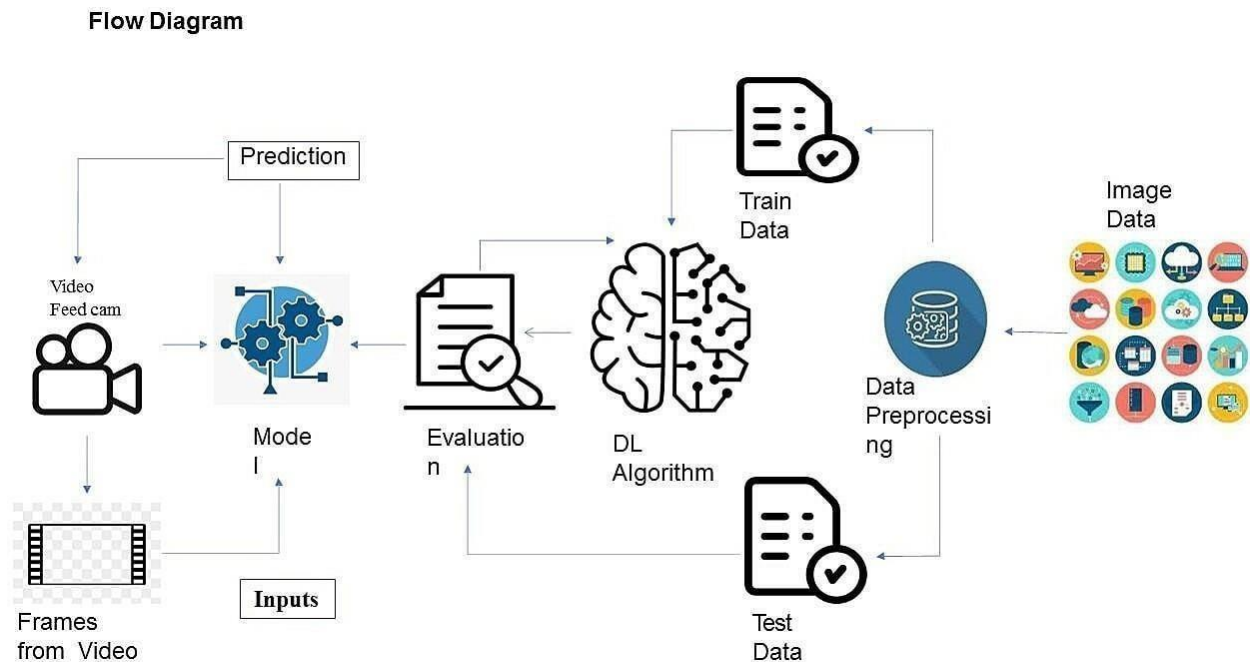 Flow Diagram
Prediction
Train
Data
Image
Data
Video
Feed cam
Mode
l
Evaluatio
n
DL
Algorithm
Data
Preprocessi
ng
Inputs
Frames
from Video
Test
Data